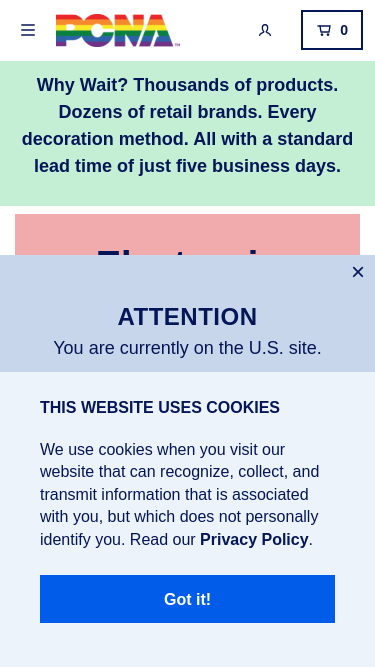 PCNA™
0
Why Wait? Thousands of products.
Dozens of retail brands. Every
decoration method. All with a standard
lead time of just five business days.
ATTENTION
You are currently on the U.S. site.
THIS WEBSITE USES COOKIES
We use cookies when you visit our
website that can recognize, collect, and
transmit information that is associated
with you, but which does not personally
identify you. Read our Privacy Policy.
Got it!